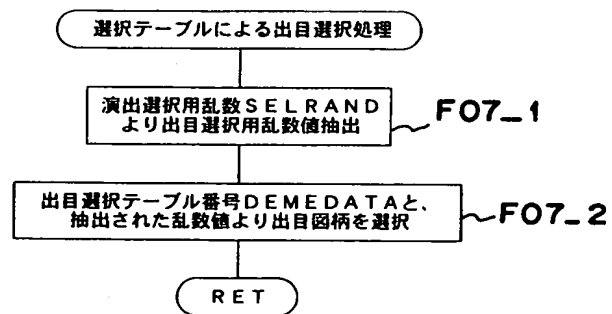 選択テーブルによる出目選択処理
演出選択用乱数SELRAND
より出目選択用乱数値抽出
F07_1
出目選択テーブル番号DEMEDATAと、
抽出された乱数値より出目図柄を選択
F07_2
RET